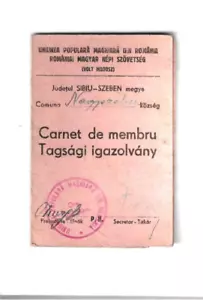 UNIUNEA POPULARĂ MAGHIARĂ DIN ROMÂNIA
ROMÁNIAI MAGYAR NÉPI SZÖVETSÉG
(VOLT MADOSZ)
Județul SIBIU–SZEBEN megye
Comuna Község
Carnet de membru
Tagsági igazolvány
P. H.
Secretar-Titkár